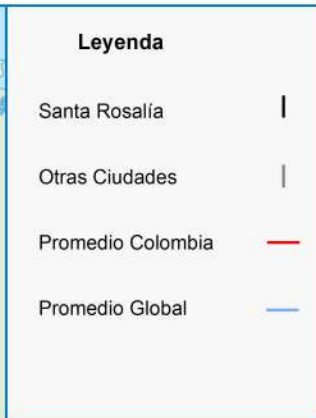 Leyenda
Santa Rosalía
Otras Ciudades
Promedio Colombia
Promedio Global